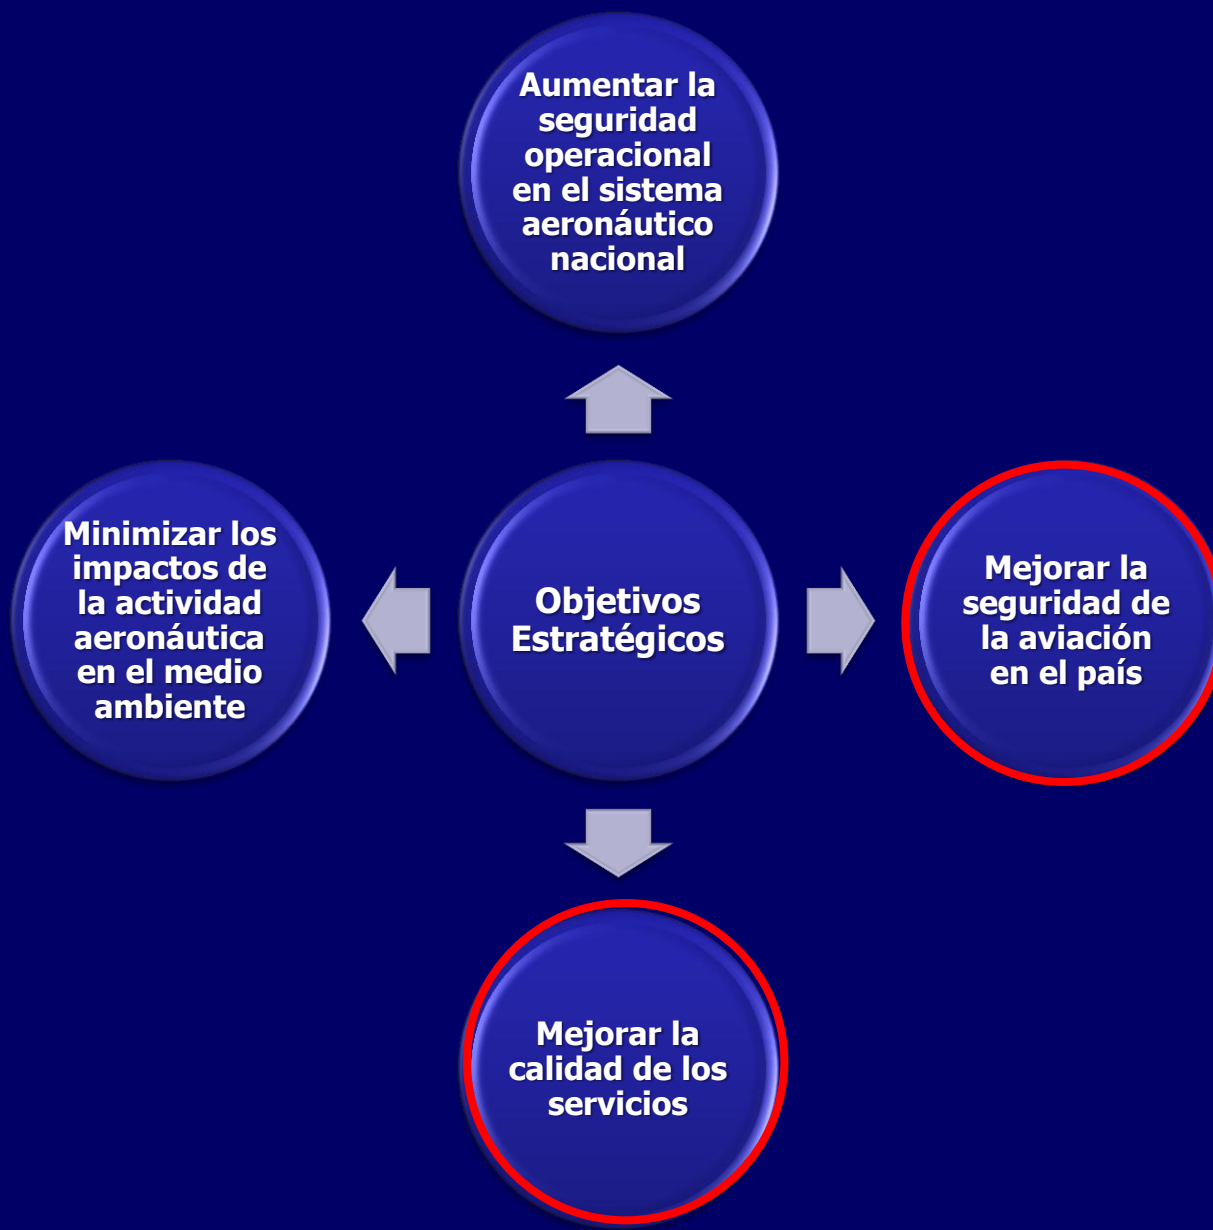 Aumentar la
seguridad
operacional
en el sistema
aeronáutico
nacional
Minimizar los
impactos de
la actividad
aeronáutica
en el medio
ambiente
Objetivos
Estratégicos
Mejorar la
seguridad de
la aviación
en el país
Mejorar la
calidad de los
servicios